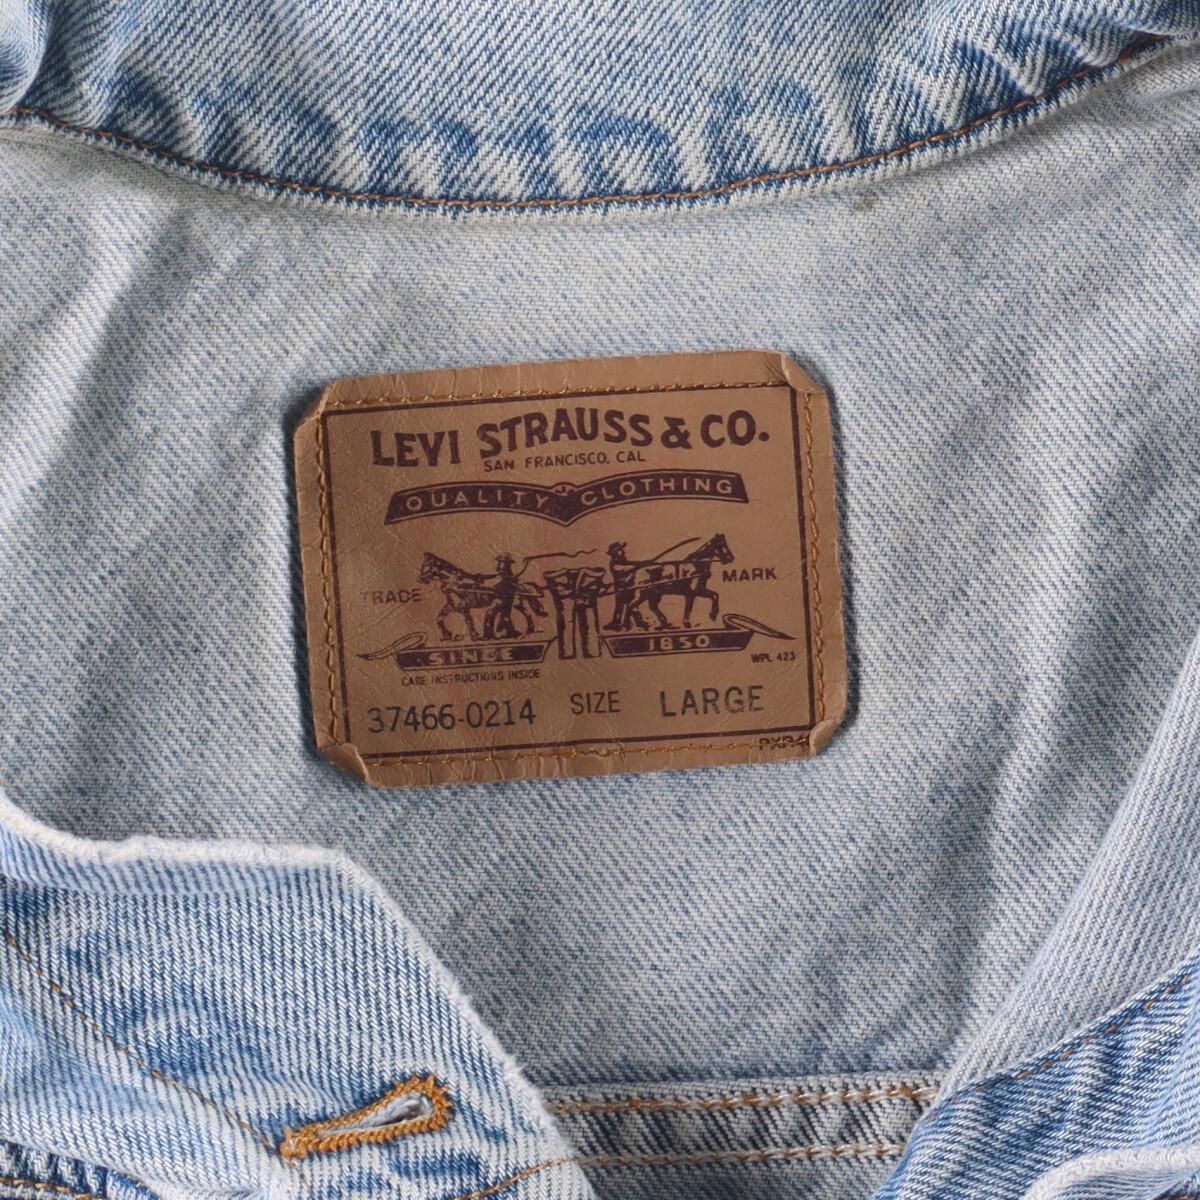 LEVI STRAUSS & CO.
SAN FRANCISCO, CAL
QUALITY CLOTHING
TRADE MARK
SINCE 1850
WPL 423
CARE INSTRUCTIONS INSIDE
37466-0214 SIZE LARGE